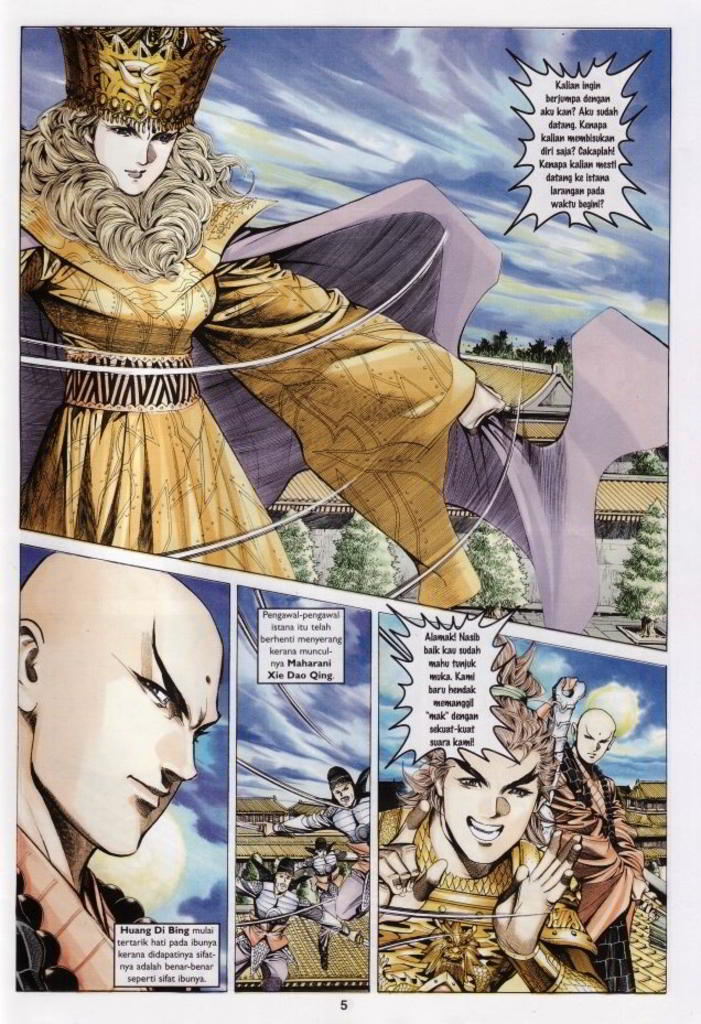 Kalian ingin
berjumpa dengan
aku kan? Aku sudah
datang. Kenapa
kalian membisukan
diri saja? Cakaplah!
Kenapa kalian mesti
datang ke istana
larangan pada
waktu begini?
Huang Di Bing mulai
tertarik hati pada ibunya
kerana didapatinya sifat-
nya adalah benar-benar
seperti sifat ibunya.
Pengawal-pengawal
istana itu telah
berhenti menyerang
kerana muncul-
nya Maharani
Xie Dao Qing.
Alamak! Nasib
baik kau sudah
mahu tunjuk
muka. Kami
baru hendak
memanggil
"mak" dengan
sekuat-kuat
suara kami!
5